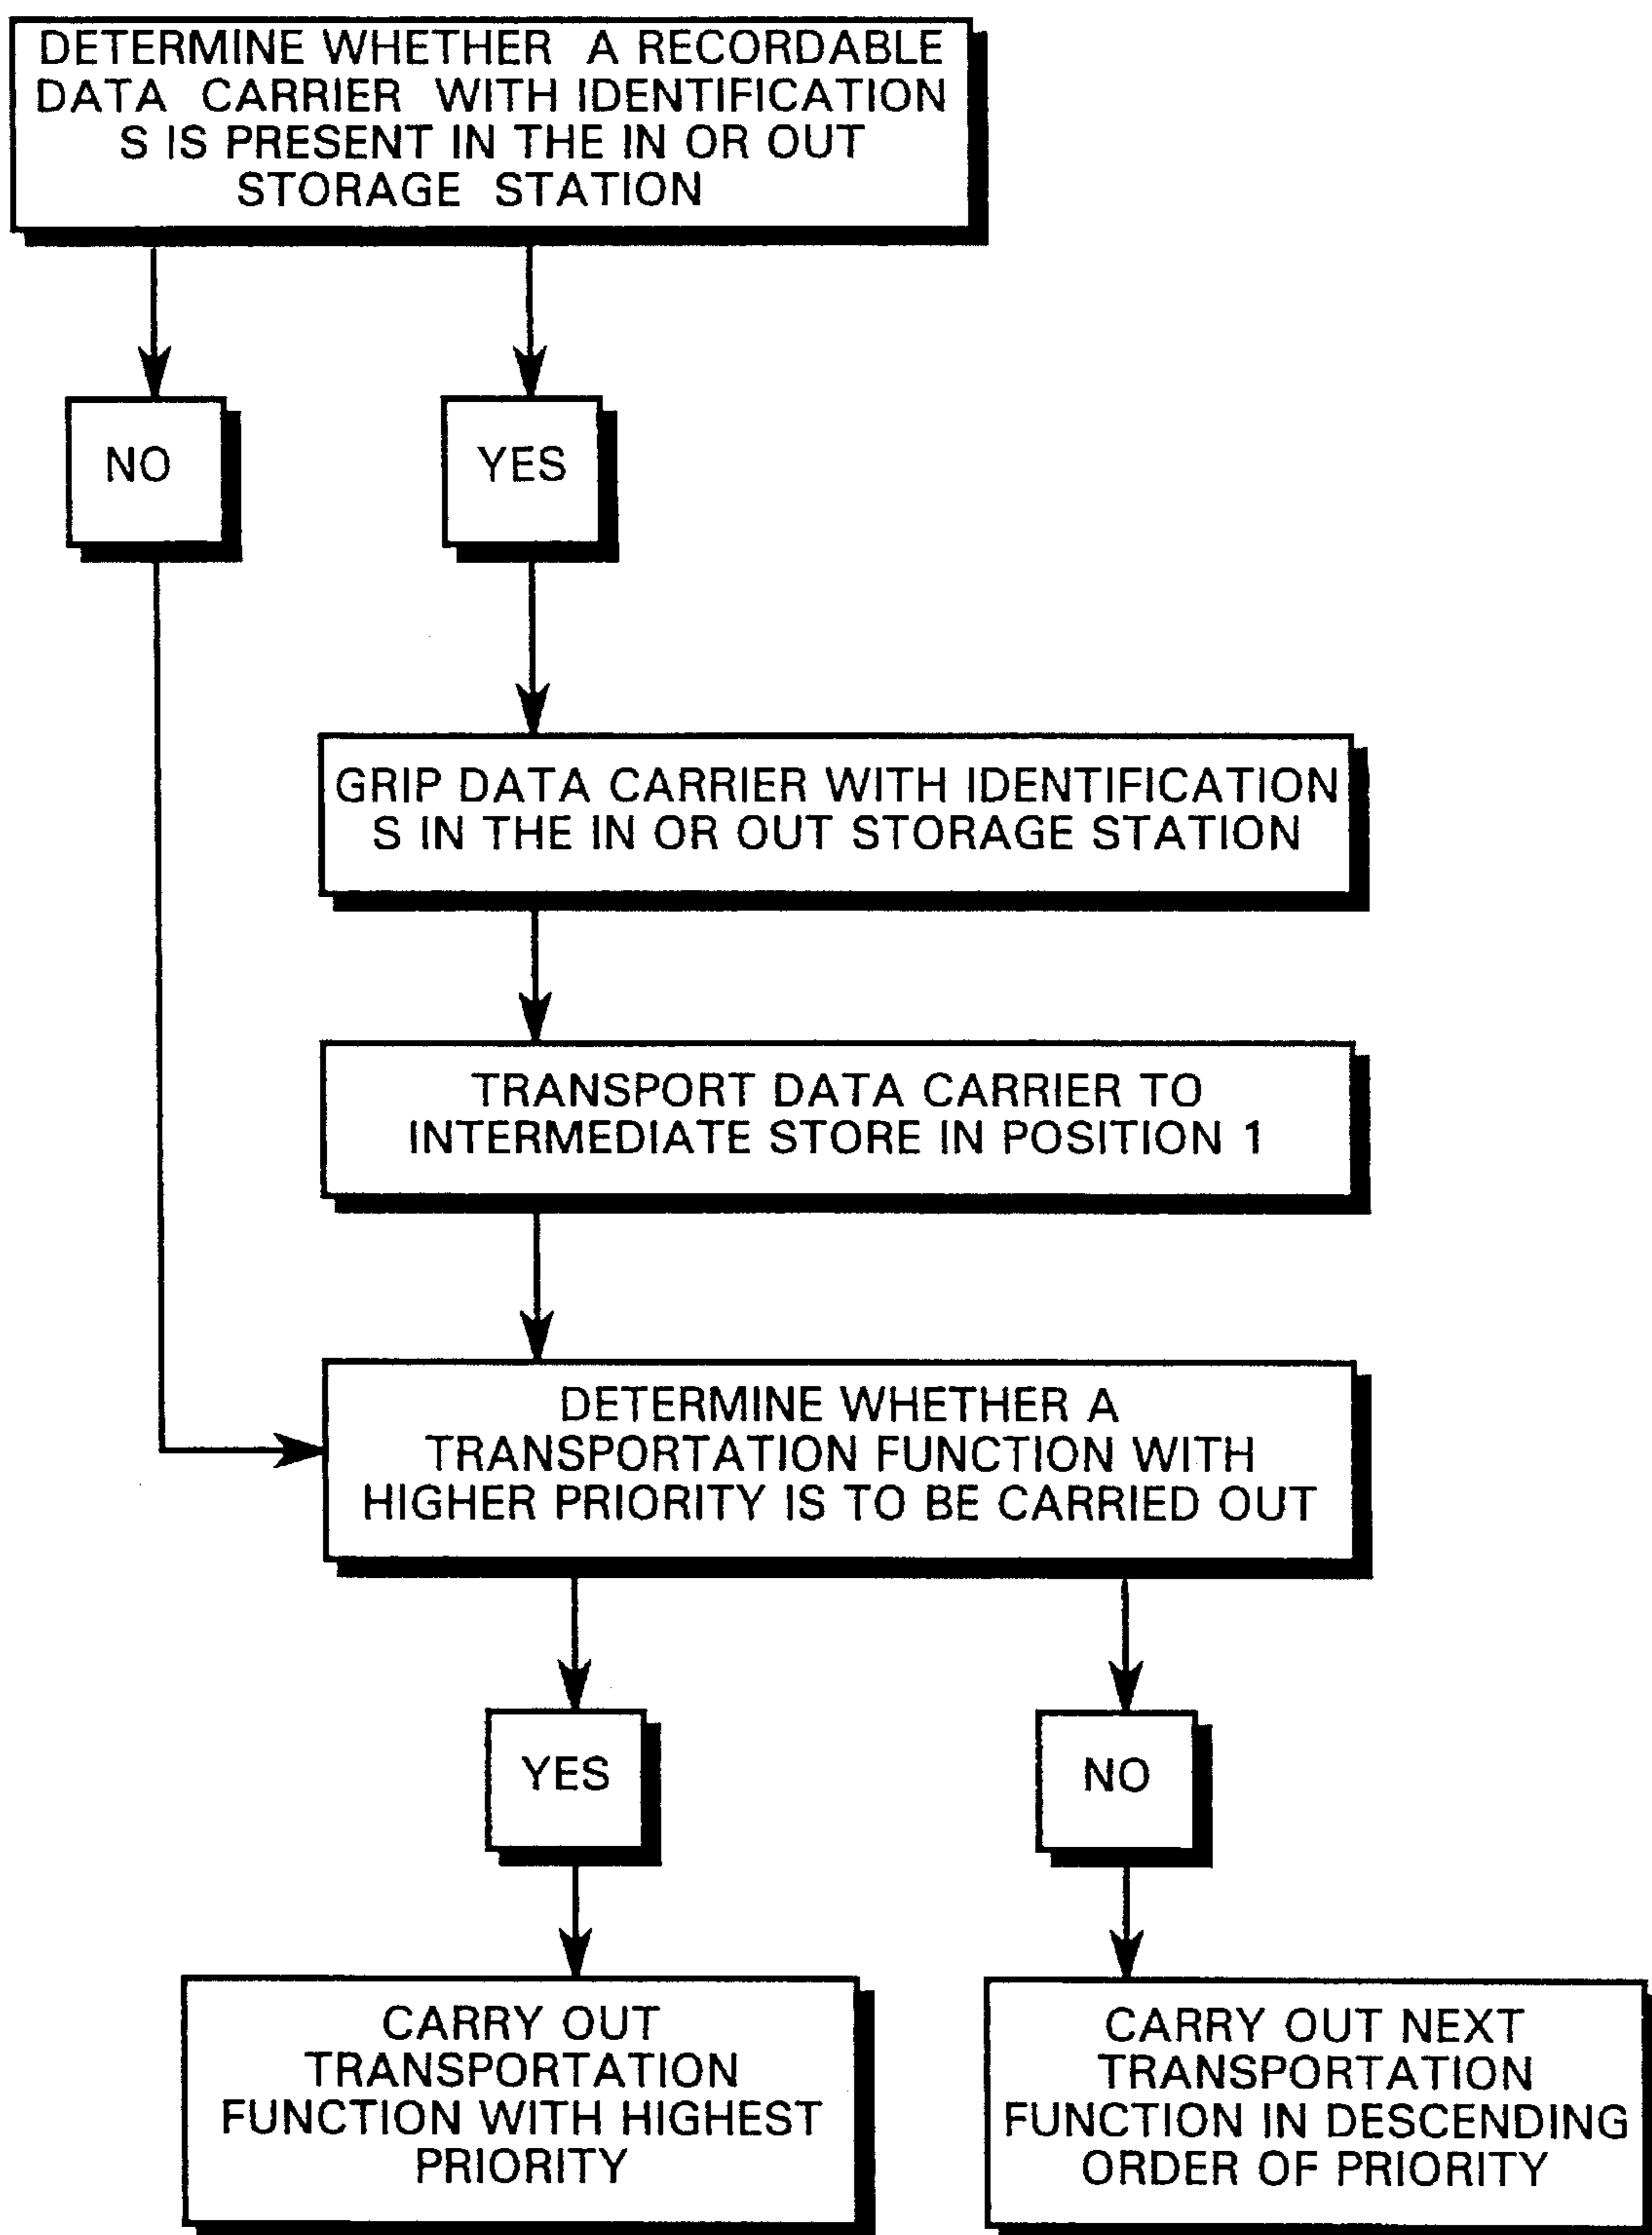 DETERMINE WHETHER A RECORDABLE
DATA CARRIER WITH IDENTIFICATION
S IS PRESENT IN THE IN OR OUT
STORAGE STATION
NO
YES
GRIP DATA CARRIER WITH IDENTIFICATION
S IN THE IN OR OUT STORAGE STATION
TRANSPORT DATA CARRIER TO
INTERMEDIATE STORE IN POSITION 1
DETERMINE WHETHER A
TRANSPORTATION FUNCTION WITH
HIGHER PRIORITY IS TO BE CARRIED OUT
YES
NO
CARRY OUT
TRANSPORTATION
FUNCTION WITH HIGHEST
PRIORITY
CARRY OUT NEXT
TRANSPORTATION
FUNCTION IN DESCENDING
ORDER OF PRIORITY